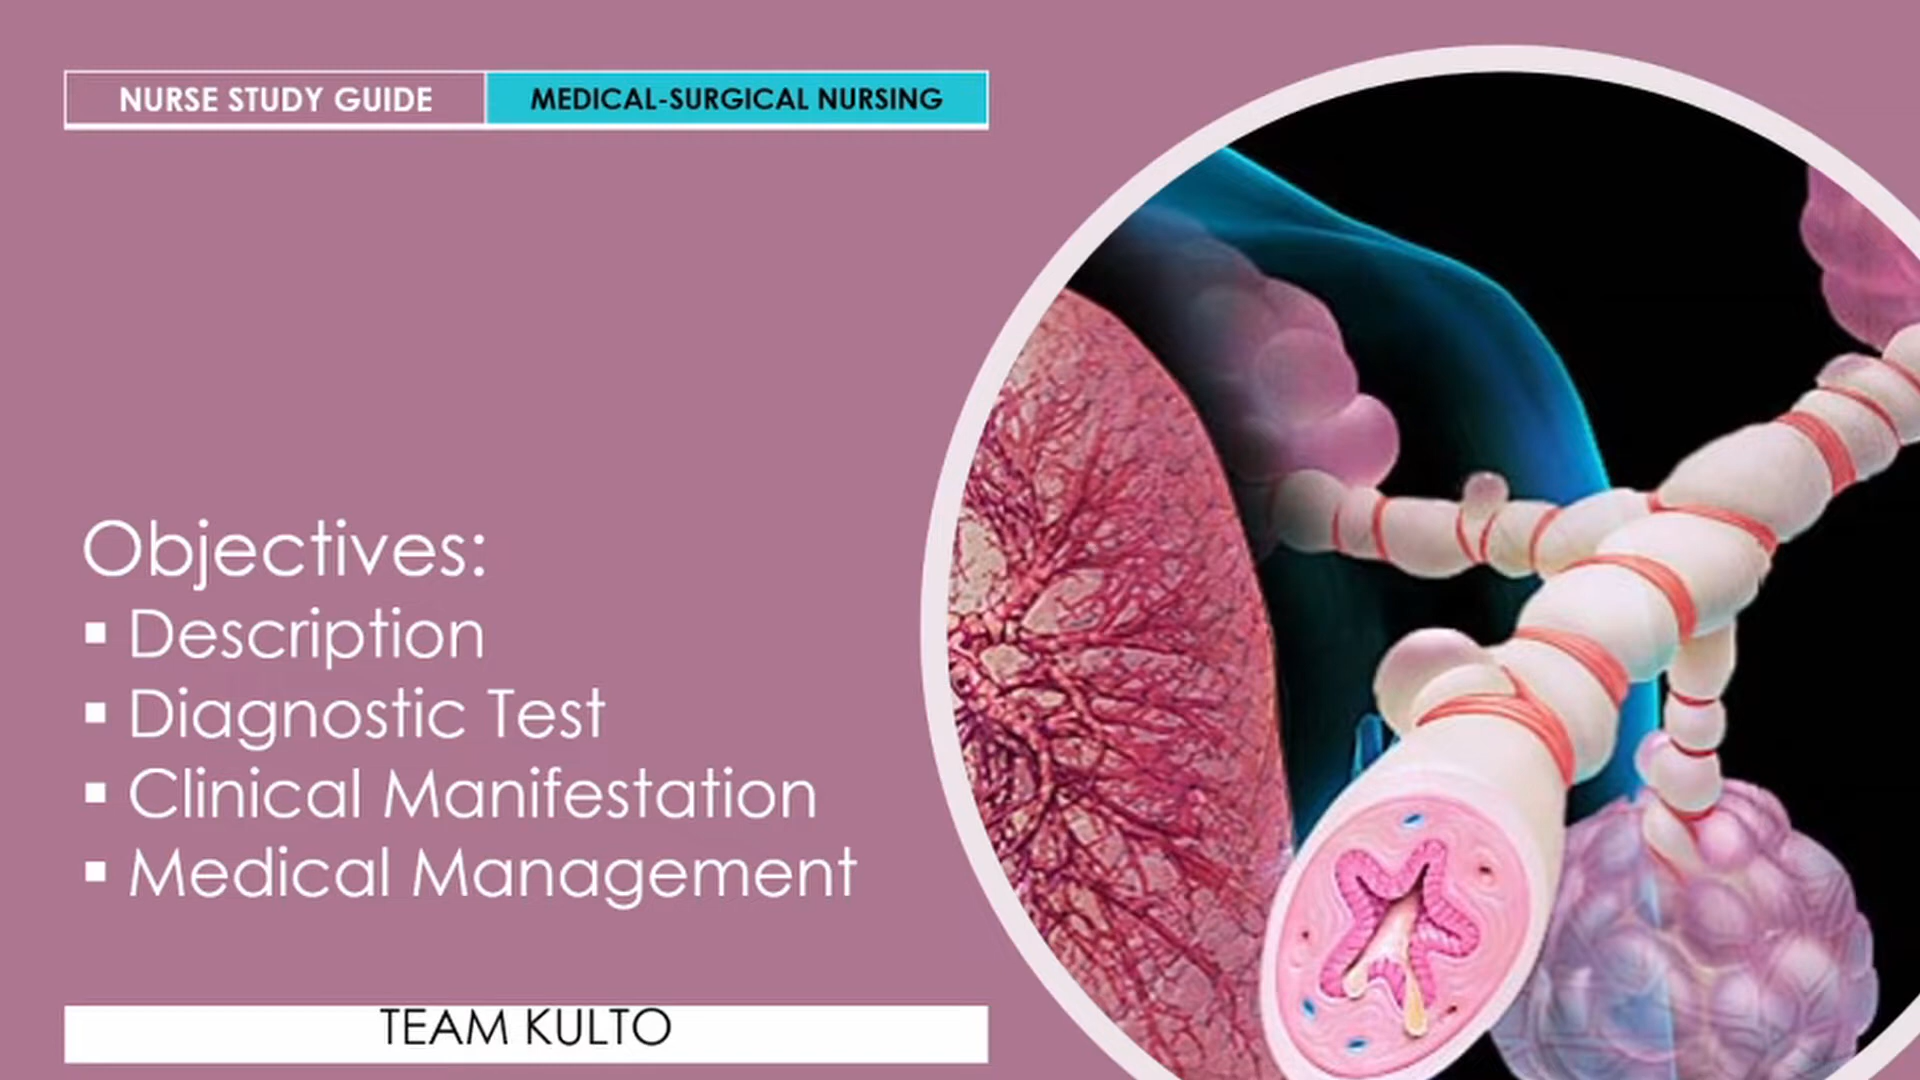 NURSE STUDY GUIDE
MEDICAL-SURGICAL NURSING
Objectives:
▪ Description
▪ Diagnostic Test
▪ Clinical Manifestation
▪ Medical Management
TEAM KULTO